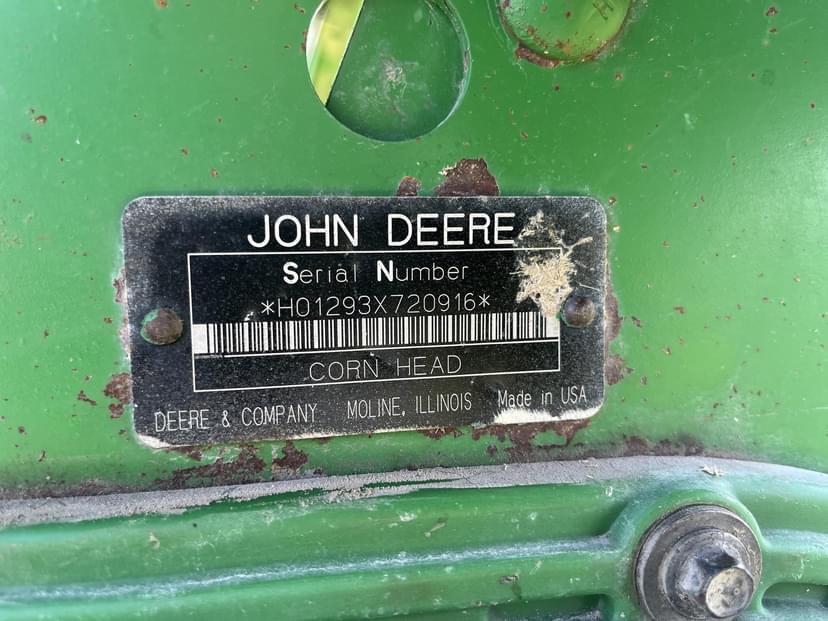 JOHN DEERE
Serial Number
*H01293X720916*
CORN HEAD
DEERE & COMPANY MOLINE, ILLINOIS Made in USA